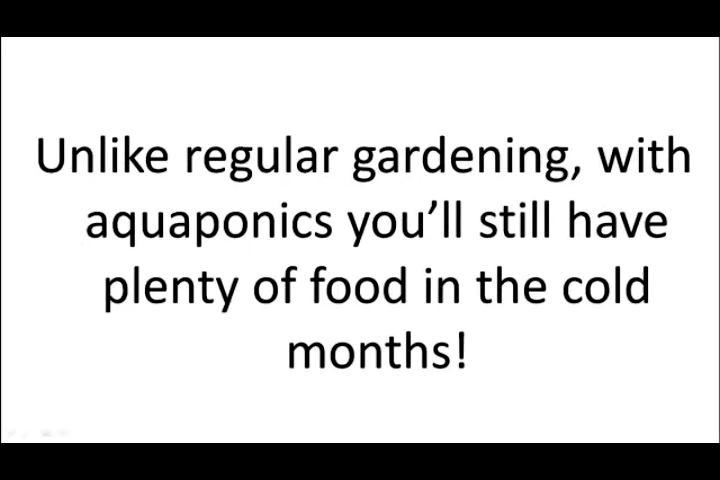 Unlike regular gardening, with
aquaponics you'll still have
plenty of food in the cold
months!